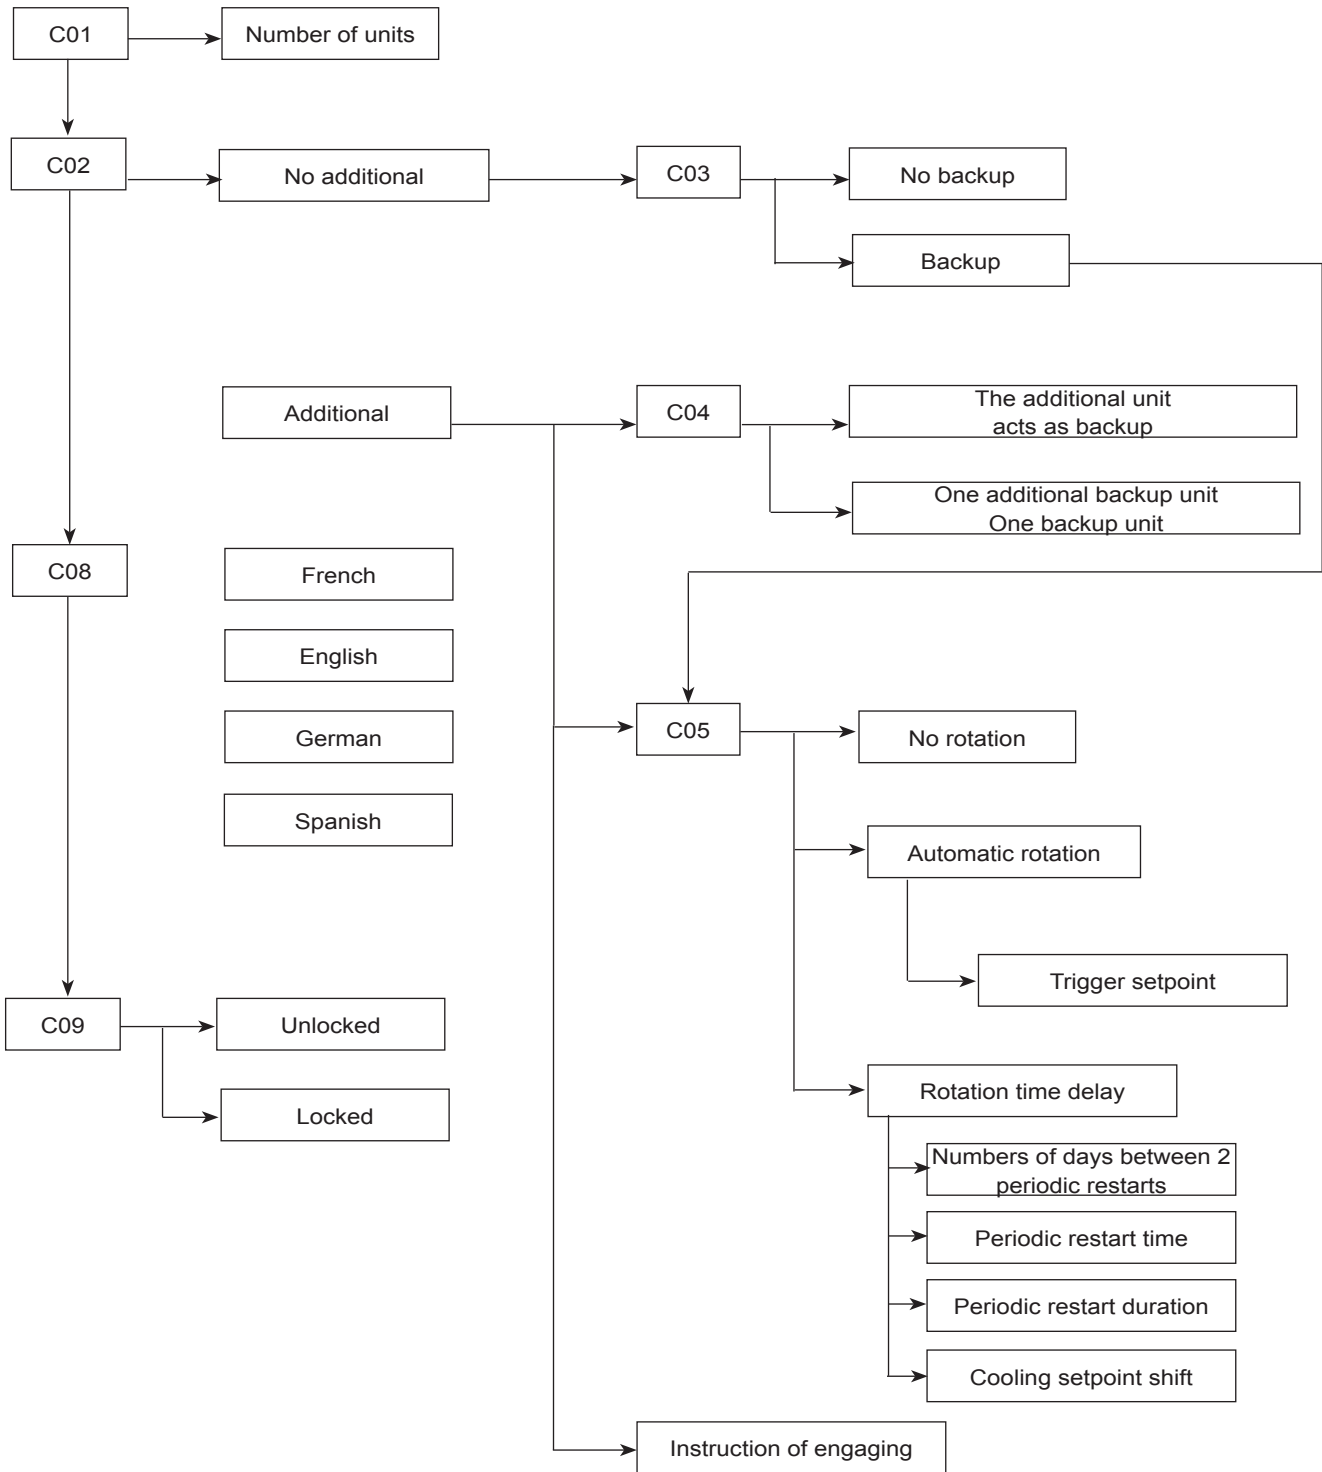 C01
Number of units
C02
No additional
C03
No backup
Backup
Additional
C04
The additional unit
acts as backup
One additional backup unit
One backup unit
C08
French
English
German
Spanish
C05
No rotation
Automatic rotation
Trigger setpoint
C09
Unlocked
Locked
Rotation time delay
Numbers of days between 2
periodic restarts
Periodic restart time
Periodic restart duration
Cooling setpoint shift
Instruction of engaging